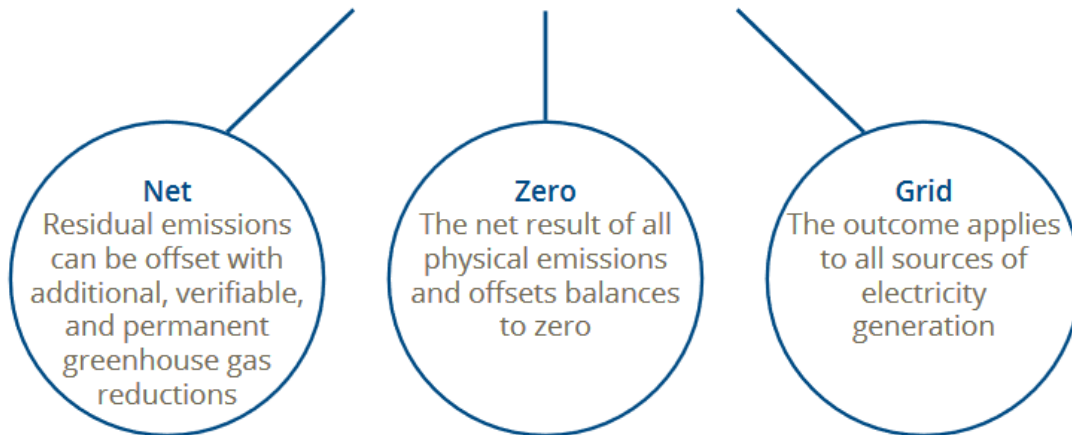 Net
Residual emissions
can be offset with
additional, verifiable,
and permanent
greenhouse gas
reductions
Zero
The net result of all
physical emissions
and offsets balances
to zero
Grid
The outcome applies
to all sources of
electricity
generation